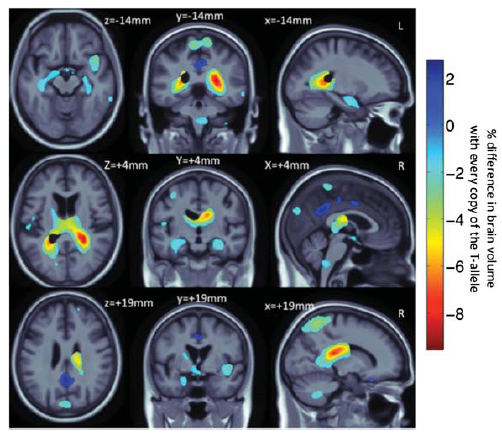 z=-14mm
y=-14mm
x=-14mm
L
Z=+4mm
Y=+4mm
X=+4mm
R
z=+19mm
y=+19mm
x=+19mm
R
2
0
-2
-4
-6
-8
% difference in brain volume
with every copy of the T-allele